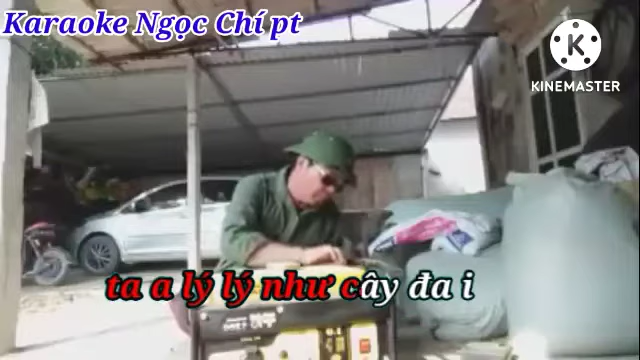 Karaoke Ngọc Chí pt
KINEMASTER
ta a lý lý như cây đa i